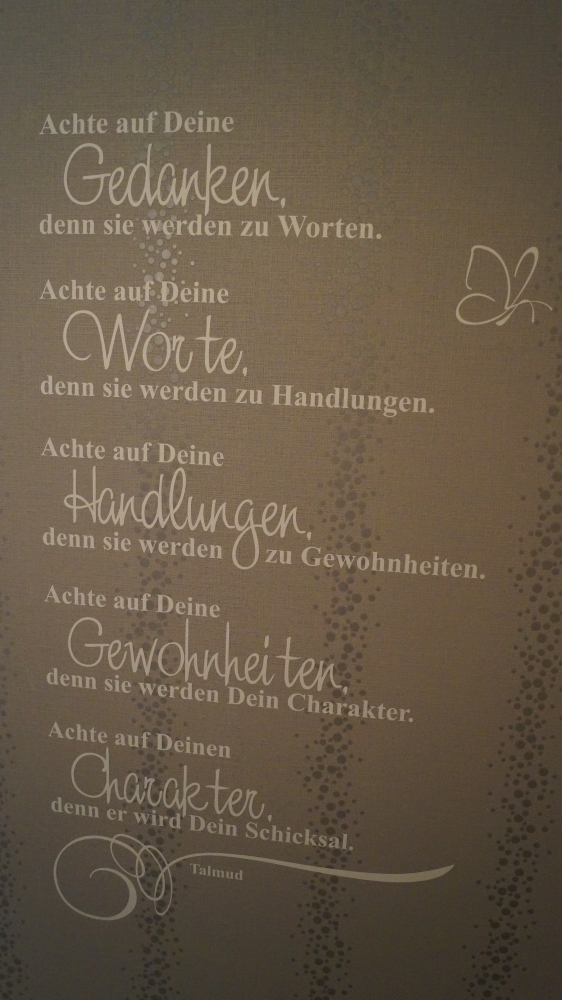 Achte auf Deine
Gedanken,
denn sie werden zu Worten.
Achte auf Deine
Worte,
denn sie werden zu Handlungen.
Achte auf Deine
Handlungen,
denn sie werden zu Gewohnheiten.
Achte auf Deine
Gewohnheiten,
denn sie werden Dein Charakter.
Achte auf Deinen
Charakter,
denn er wird Dein Schicksal.
Talmud